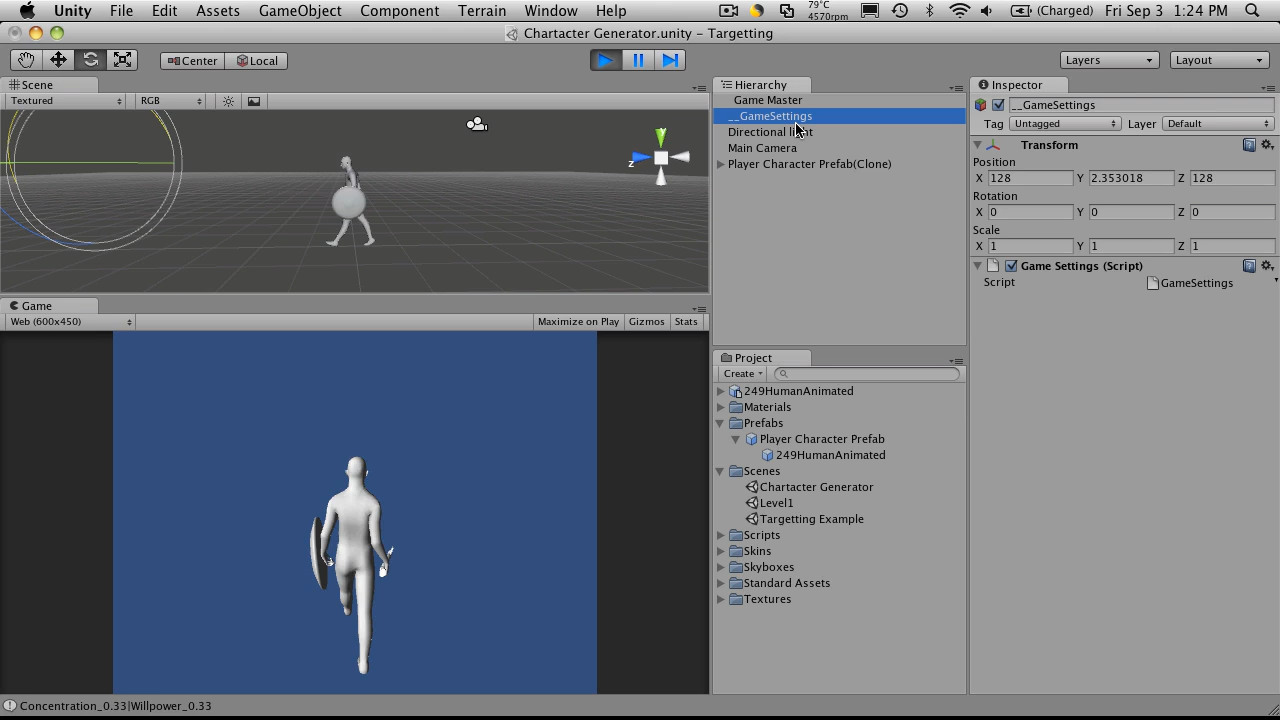 Unity File Edit Assets GameObject Component Terrain Window Help 79°C 4570rpm (Charged) Fri Sep 3 1:24 PM
Chartacter Generator.unity - Targetting
Center Local Layers Layout
Scene
Textured RGB
y
z
Game
Web (600x450) Maximize on Play Gizmos Stats
Hierarchy
Game Master
__GameSettings
Directional light
Main Camera
Player Character Prefab(Clone)
Project
Create
249HumanAnimated
Materials
Prefabs
Player Character Prefab
249HumanAnimated
Scenes
Chartacter Generator
Level1
Targetting Example
Scripts
Skins
Skyboxes
Standard Assets
Textures
Inspector
__GameSettings
Tag Untagged Layer Default
Transform
Position
X 128 Y 2.353018 Z 128
Rotation
X 0 Y 0 Z 0
Scale
X 1 Y 1 Z 1
Game Settings (Script)
Script GameSettings
Concentration_0.33|Willpower_0.33